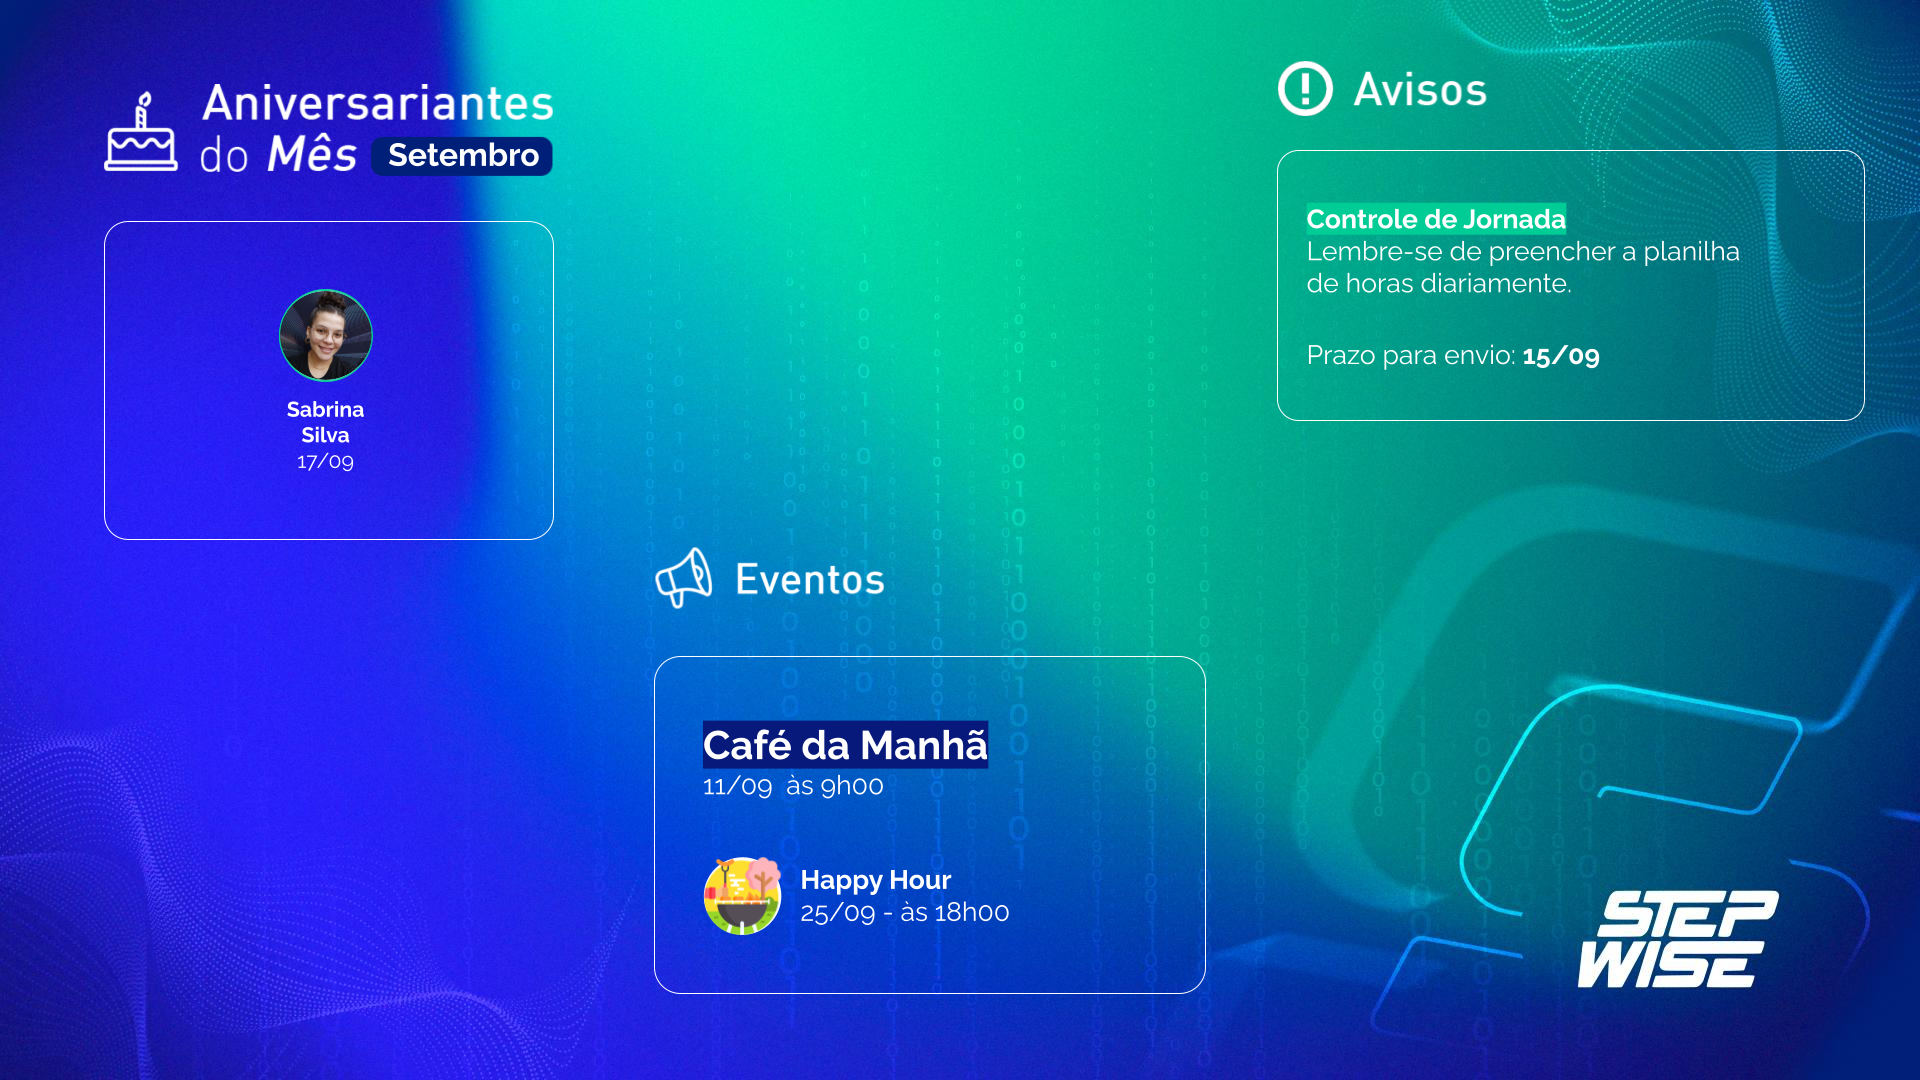 Aniversariantes
do Mês Setembro
Sabrina
Silva
17/09
Avisos
Controle de Jornada
Lembre-se de preencher a planilha
de horas diariamente.
Prazo para envio: 15/09
Eventos
Café da Manhã
11/09 às 9h00
Happy Hour
25/09 - às 18h00
STEP
WISE